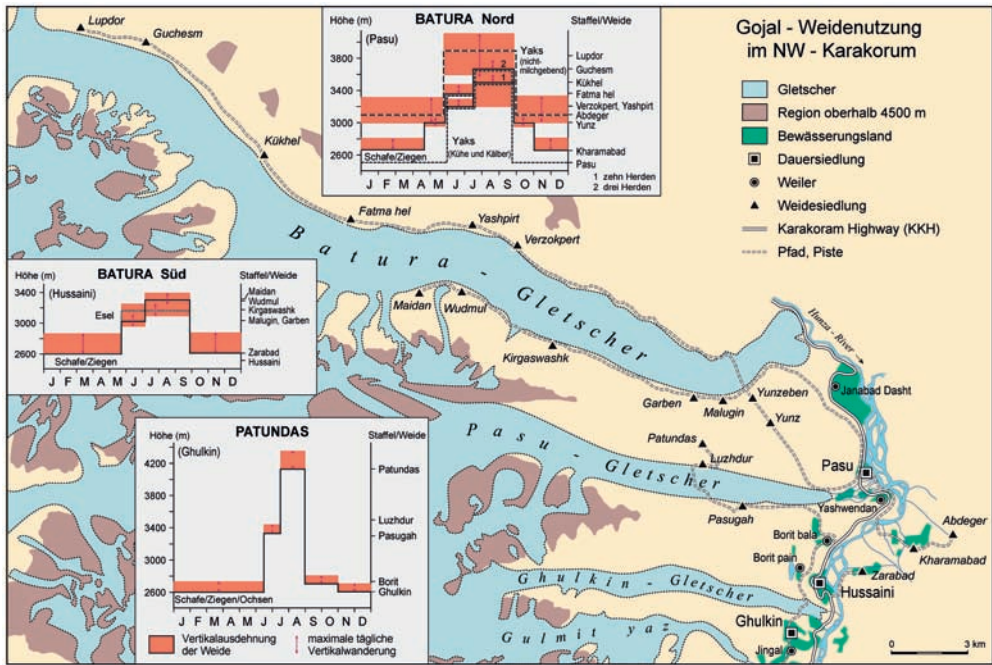 Gojal - Weidenutzung
im NW - Karakorum
Gletscher
Region oberhalb 4500 m
Bewässerungsland
Dauersiedlung
Weiler
Weidesiedlung
Karakoram Highway (KKH)
Pfad, Piste
Höhe (m)
BATURA Nord
Staffel/Weide
(Pasu)
3800
3400
3000
2600
Yaks
(nicht-
milchgebend)
2
1
Yaks
(Kühe und Kälber)
Schafe/Ziegen
Lupdor
Guchesm
Kükhel
Fatma hel
Verzokpert, Yashpirt
Abdeger
Yunz
Kharamabad
Pasu
J F M A M J J A S O N D
1 zehn Herden
2 drei Herden
Höhe (m)
BATURA Süd
Staffel/Weide
(Hussaini)
3400
3000
2600
Esel
Schafe/Ziegen
Maidan
Wudmul
Kirgaswashk
Malugin, Garben
Zarabad
Hussaini
J F M A M J J A S O N D
PATUNDAS
Höhe (m)
Staffel/Weide
(Ghulkin)
4200
3800
3400
2800
2600
Schafe/Ziegen/Ochsen
Patundas
Luzhdur
Pasugah
Borit
Ghulkin
J F M A M J J A S O N D
Vertikalausdehnung
der Weide
maximale tägliche
Vertikalwanderung
Lupdor
Guchesm
Kükhel
Fatma hel
Yashpirt
Verzokpert
Batura-
Gletscher
Maidan
Wudmul
Kirgaswashk
Garben
Malugin
Yunzeben
Yunz
Hunza - River
Janabad Dasht
Patundas
Luzhdur
Pasu-
Gletscher
Pasugah
Pasu
Yashwendan
Borit bala
Borit pain
Abdeger
Kharamabad
Zarabad
Hussaini
Ghulkin - Gletscher
Ghulkin
Gulmit yaz
Jingal
0 3 km